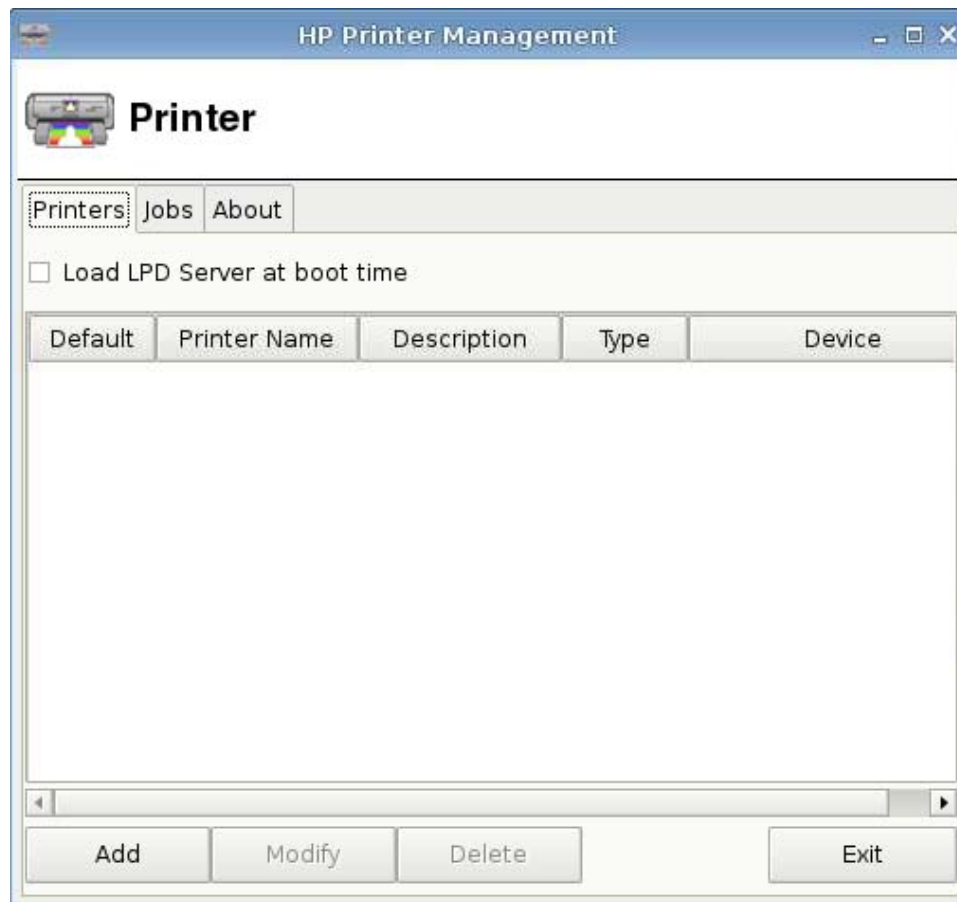 HP Printer Management
Printer
Printers Jobs About
Load LPD Server at boot time
Default Printer Name Description Type Device
Add Modify Delete Exit